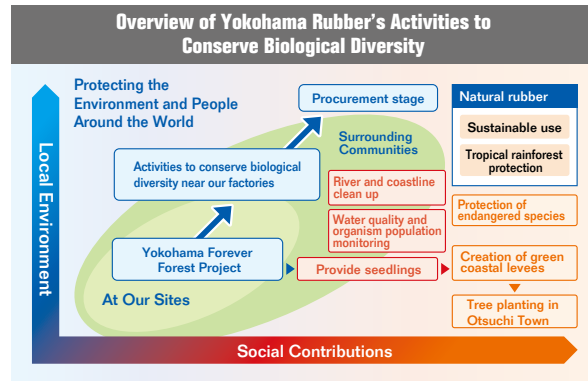 Overview of Yokohama Rubber's Activities to
Conserve Biological Diversity
Protecting the
Environment and People
Around the World
Procurement stage
Natural rubber
Sustainable use
Tropical rainforest
protection
Surrounding
Communities
Activities to conserve biological
diversity near our factories
River and coastline
clean up
Water quality and
organism population
monitoring
Protection of
endangered species
Yokohama Forever
Forest Project
Provide seedlings
Creation of green
coastal levees
At Our Sites
Tree planting in
Otsuchi Town
Local Environment
Social Contributions